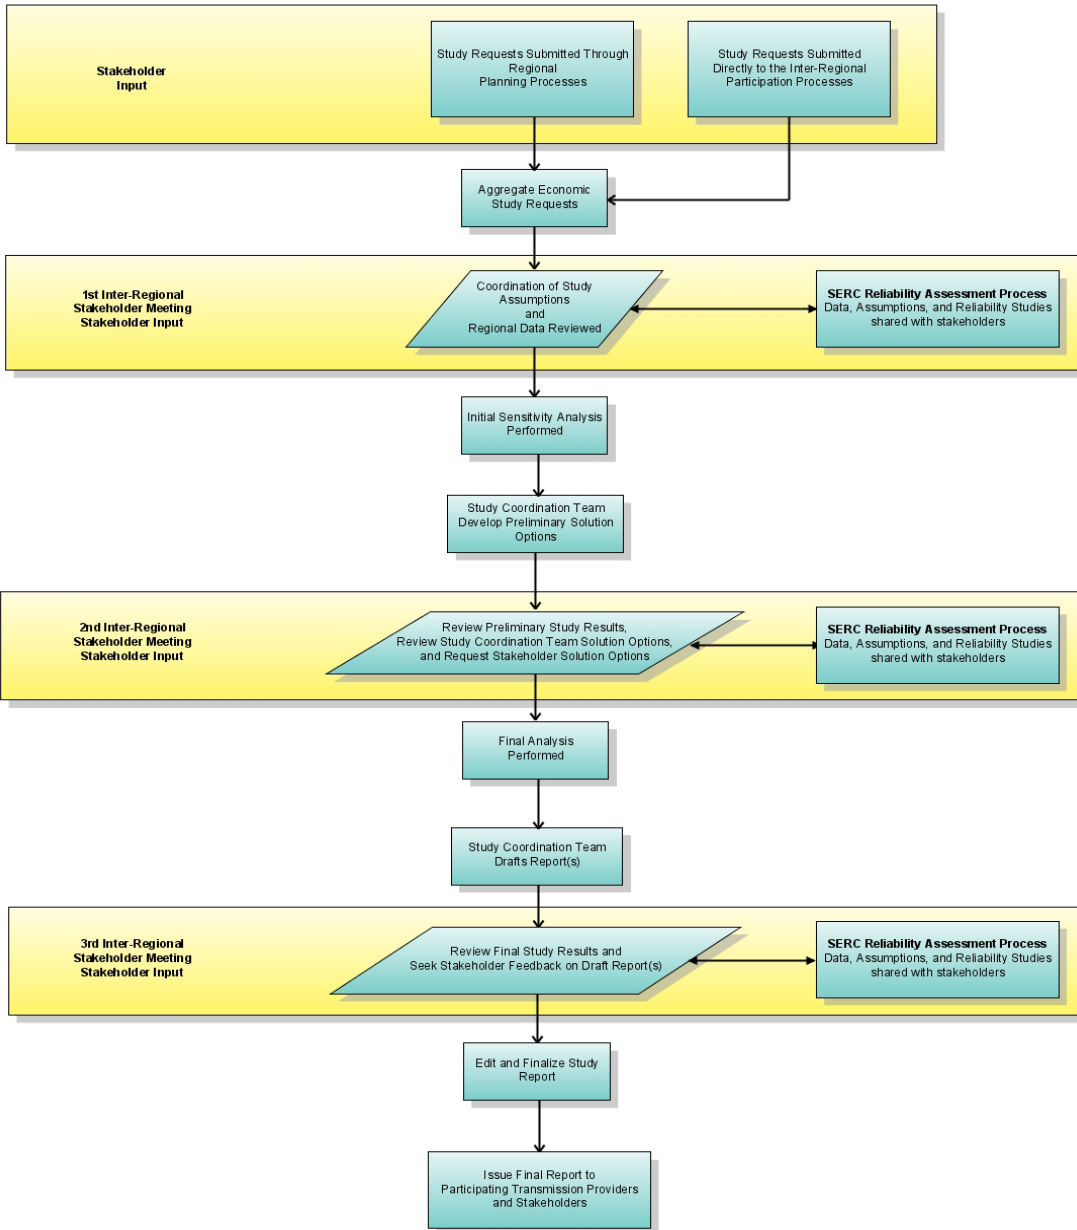 Stakeholder
Input
Study Requests Submitted Through
Regional
Planning Processes
Study Requests Submitted
Directly to the Inter-Regional
Participation Processes
Aggregate Economic
Study Requests
1st Inter-Regional
Stakeholder Meeting
Stakeholder Input
Coordination of Study
Assumptions
and
Regional Data Reviewed
SERC Reliability Assessment Process
Data, Assumptions, and Reliability Studies
shared with stakeholders
Initial Sensitivity Analysis
Performed
Study Coordination Team
Develop Preliminary Solution
Options
2nd Inter-Regional
Stakeholder Meeting
Stakeholder Input
Review Preliminary Study Results,
Review Study Coordination Team Solution Options,
and Request Stakeholder Solution Options
SERC Reliability Assessment Process
Data, Assumptions, and Reliability Studies
shared with stakeholders
Final Analysis
Performed
Study Coordination Team
Drafts Report(s)
3rd Inter-Regional
Stakeholder Meeting
Stakeholder Input
Review Final Study Results and
Seek Stakeholder Feedback on Draft Report(s)
SERC Reliability Assessment Process
Data, Assumptions, and Reliability Studies
shared with stakeholders
Edit and Finalize Study
Report
Issue Final Report to
Participating Transmission Providers
and Stakeholders